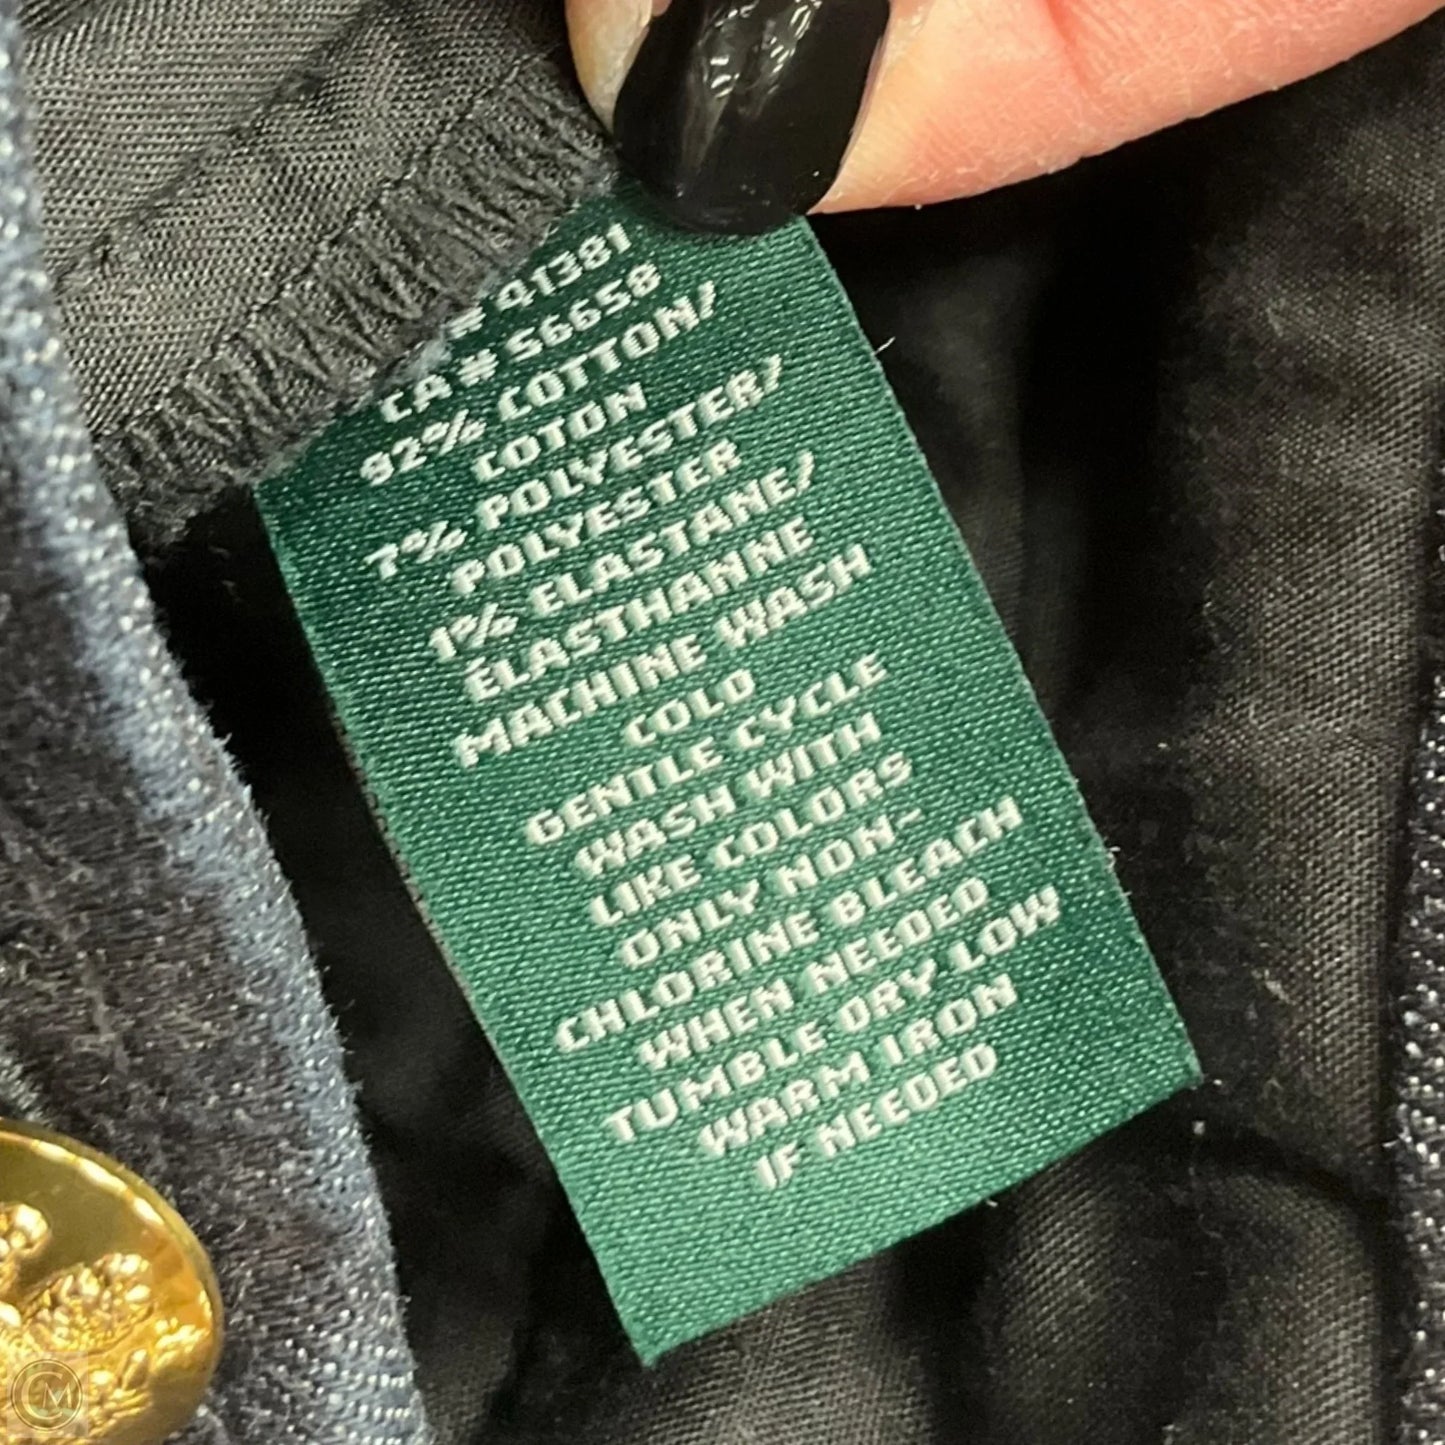 # 41381
CA# 56658
92% COTTON/
COTON
7% POLYESTER/
POLYESTER
1% ELASTANE/
ÉLASTHANNE
MACHINE WASH
COLD
GENTLE CYCLE
WASH WITH
LIKE COLORS
ONLY NON-
CHLORINE BLEACH
WHEN NEEDED
TUMBLE DRY LOW
WARM IRON
IF NEEDED
CM